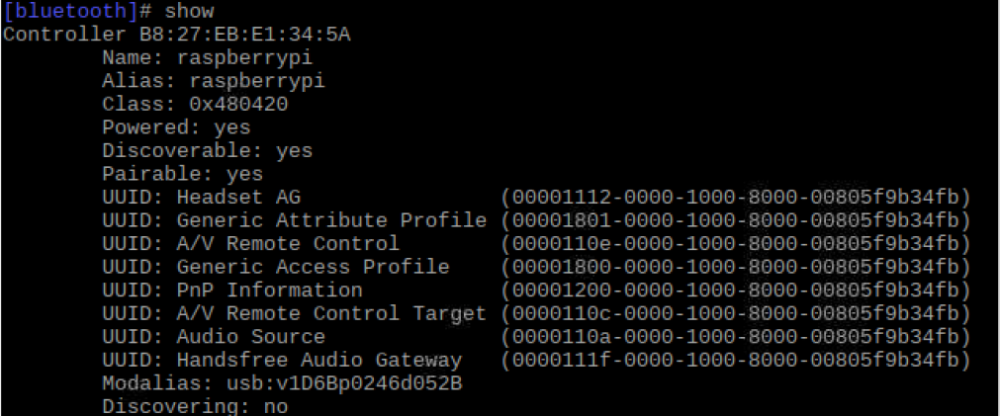 [bluetooth]# show
Controller B8:27:EB:E1:34:5A
Name: raspberrypi
Alias: raspberrypi
Class: 0x480420
Powered: yes
Discoverable: yes
Pairable: yes
UUID: Headset AG (00001112-0000-1000-8000-00805f9b34fb)
UUID: Generic Attribute Profile (00001801-0000-1000-8000-00805f9b34fb)
UUID: A/V Remote Control (0000110e-0000-1000-8000-00805f9b34fb)
UUID: Generic Access Profile (00001800-0000-1000-8000-00805f9b34fb)
UUID: PnP Information (00001200-0000-1000-8000-00805f9b34fb)
UUID: A/V Remote Control Target (0000110c-0000-1000-8000-00805f9b34fb)
UUID: Audio Source (0000110a-0000-1000-8000-00805f9b34fb)
UUID: Handsfree Audio Gateway (0000111f-0000-1000-8000-00805f9b34fb)
Modalias: usb:v1D6Bp0246d052B
Discovering: no